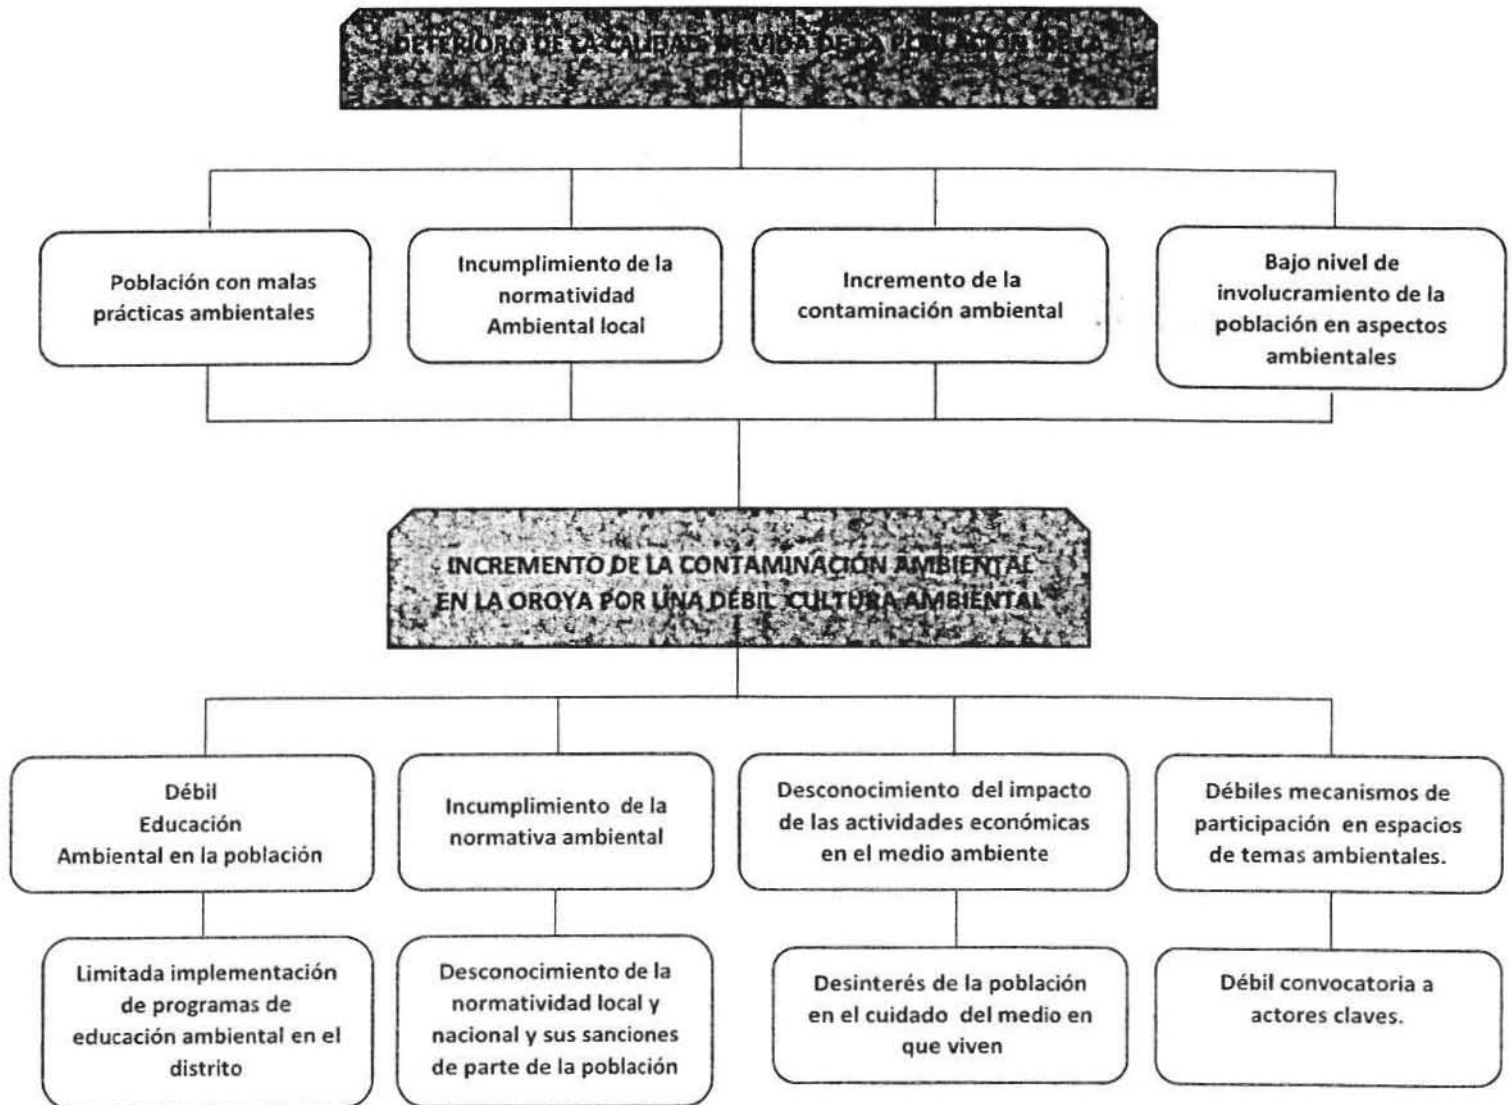 DETERIORO DE LA CALIDAD DE VIDA DE LA POBLACIÓN DE LA
OROYA
Población con malas
prácticas ambientales
Incumplimiento de la
normatividad
Ambiental local
Incremento de la
contaminación ambiental
Bajo nivel de
involucramiento de la
población en aspectos
ambientales
INCREMENTO DE LA CONTAMINACIÓN AMBIENTAL
EN LA OROYA POR UNA DÉBIL CULTURA AMBIENTAL
Débil
Educación
Ambiental en la población
Incumplimiento de la
normativa ambiental
Desconocimiento del impacto
de las actividades económicas
en el medio ambiente
Débiles mecanismos de
participación en espacios
de temas ambientales.
Limitada implementación
de programas de
educación ambiental en el
distrito
Desconocimiento de la
normatividad local y
nacional y sus sanciones
de parte de la población
Desinterés de la población
en el cuidado del medio en
que viven
Débil convocatoria a
actores claves.